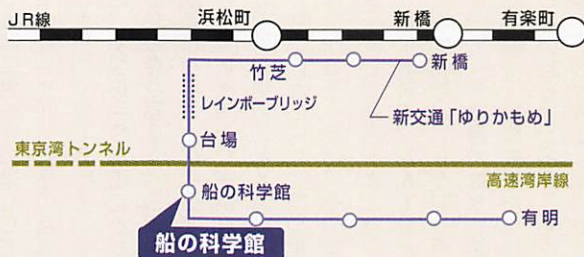 JR線
浜松町
新橋
有楽町
竹芝
新橋
レインボーブリッジ
新交通「ゆりかもめ」
台場
東京湾トンネル
高速湾岸線
船の科学館
有明
船の科学館